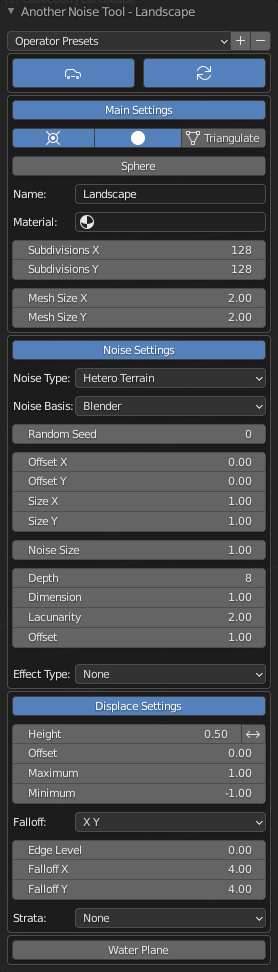 Another Noise Tool - Landscape
Operator Presets
Main Settings
Triangulate
Sphere
Name: Landscape
Material:
Subdivisions X 128
Subdivisions Y 128
Mesh Size X 2.00
Mesh Size Y 2.00
Noise Settings
Noise Type: Hetero Terrain
Noise Basis: Blender
Random Seed 0
Offset X 0.00
Offset Y 0.00
Size X 1.00
Size Y 1.00
Noise Size 1.00
Depth 8
Dimension 1.00
Lacunarity 2.00
Offset 1.00
Effect Type: None
Displace Settings
Height 0.50
Offset 0.00
Maximum 1.00
Minimum -1.00
Falloff: X Y
Edge Level 0.00
Falloff X 4.00
Falloff Y 4.00
Strata: None
Water Plane